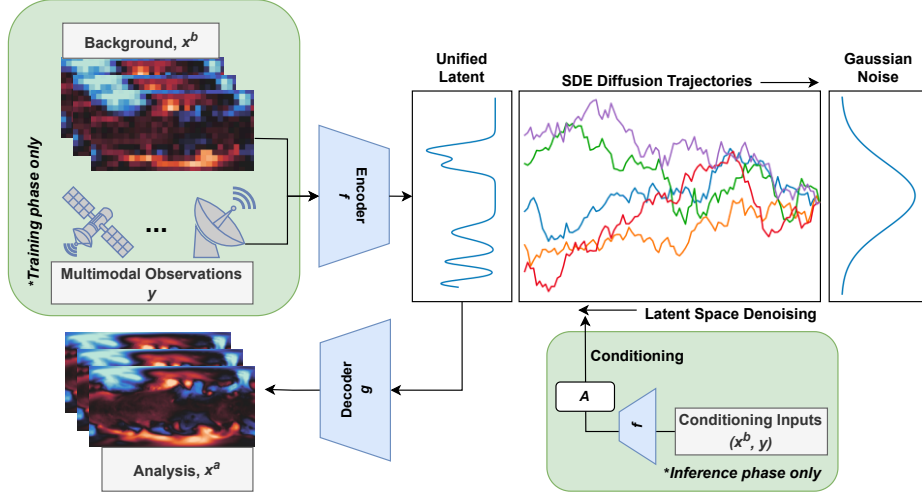 Background, x^b
*Training phase only
...
Multimodal Observations
y
Encoder
f
Unified
Latent
SDE Diffusion Trajectories
Gaussian
Noise
Latent Space Denoising
Conditioning
A
f
Conditioning Inputs
(x^b, y)
*Inference phase only
Decoder
g
Analysis, x^a